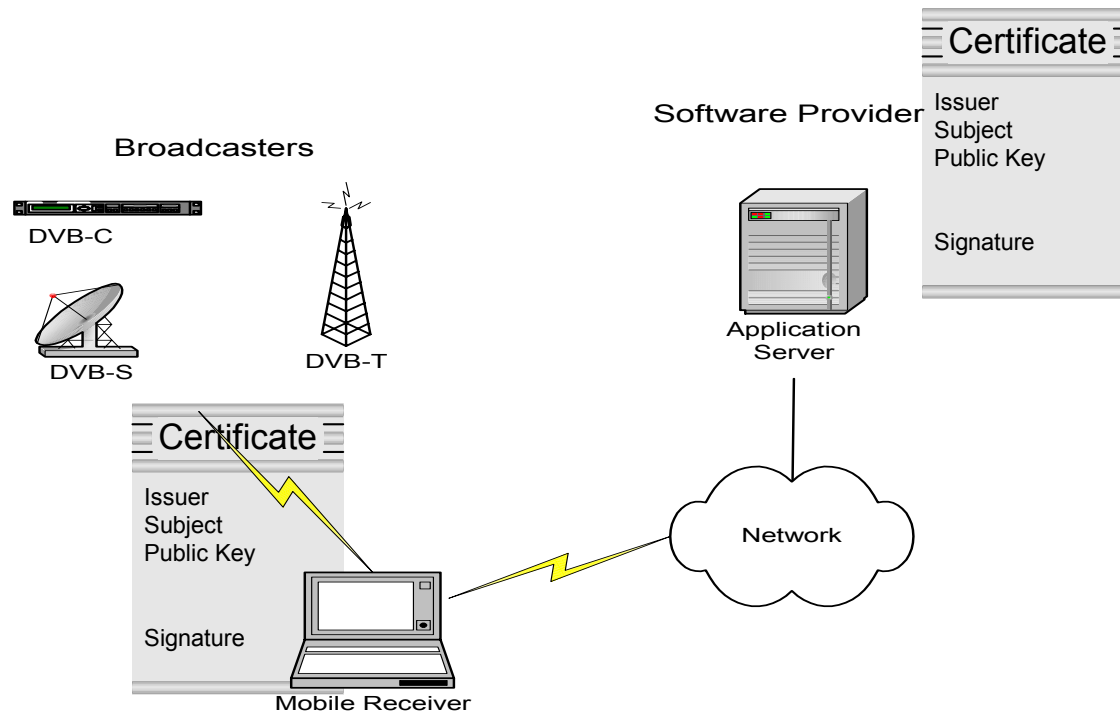 Certificate
Software Provider
Issuer
Subject
Public Key
Signature
Broadcasters
DVB-C
DVB-S
DVB-T
Application
Server
Certificate
Issuer
Subject
Public Key
Signature
Network
Mobile Receiver